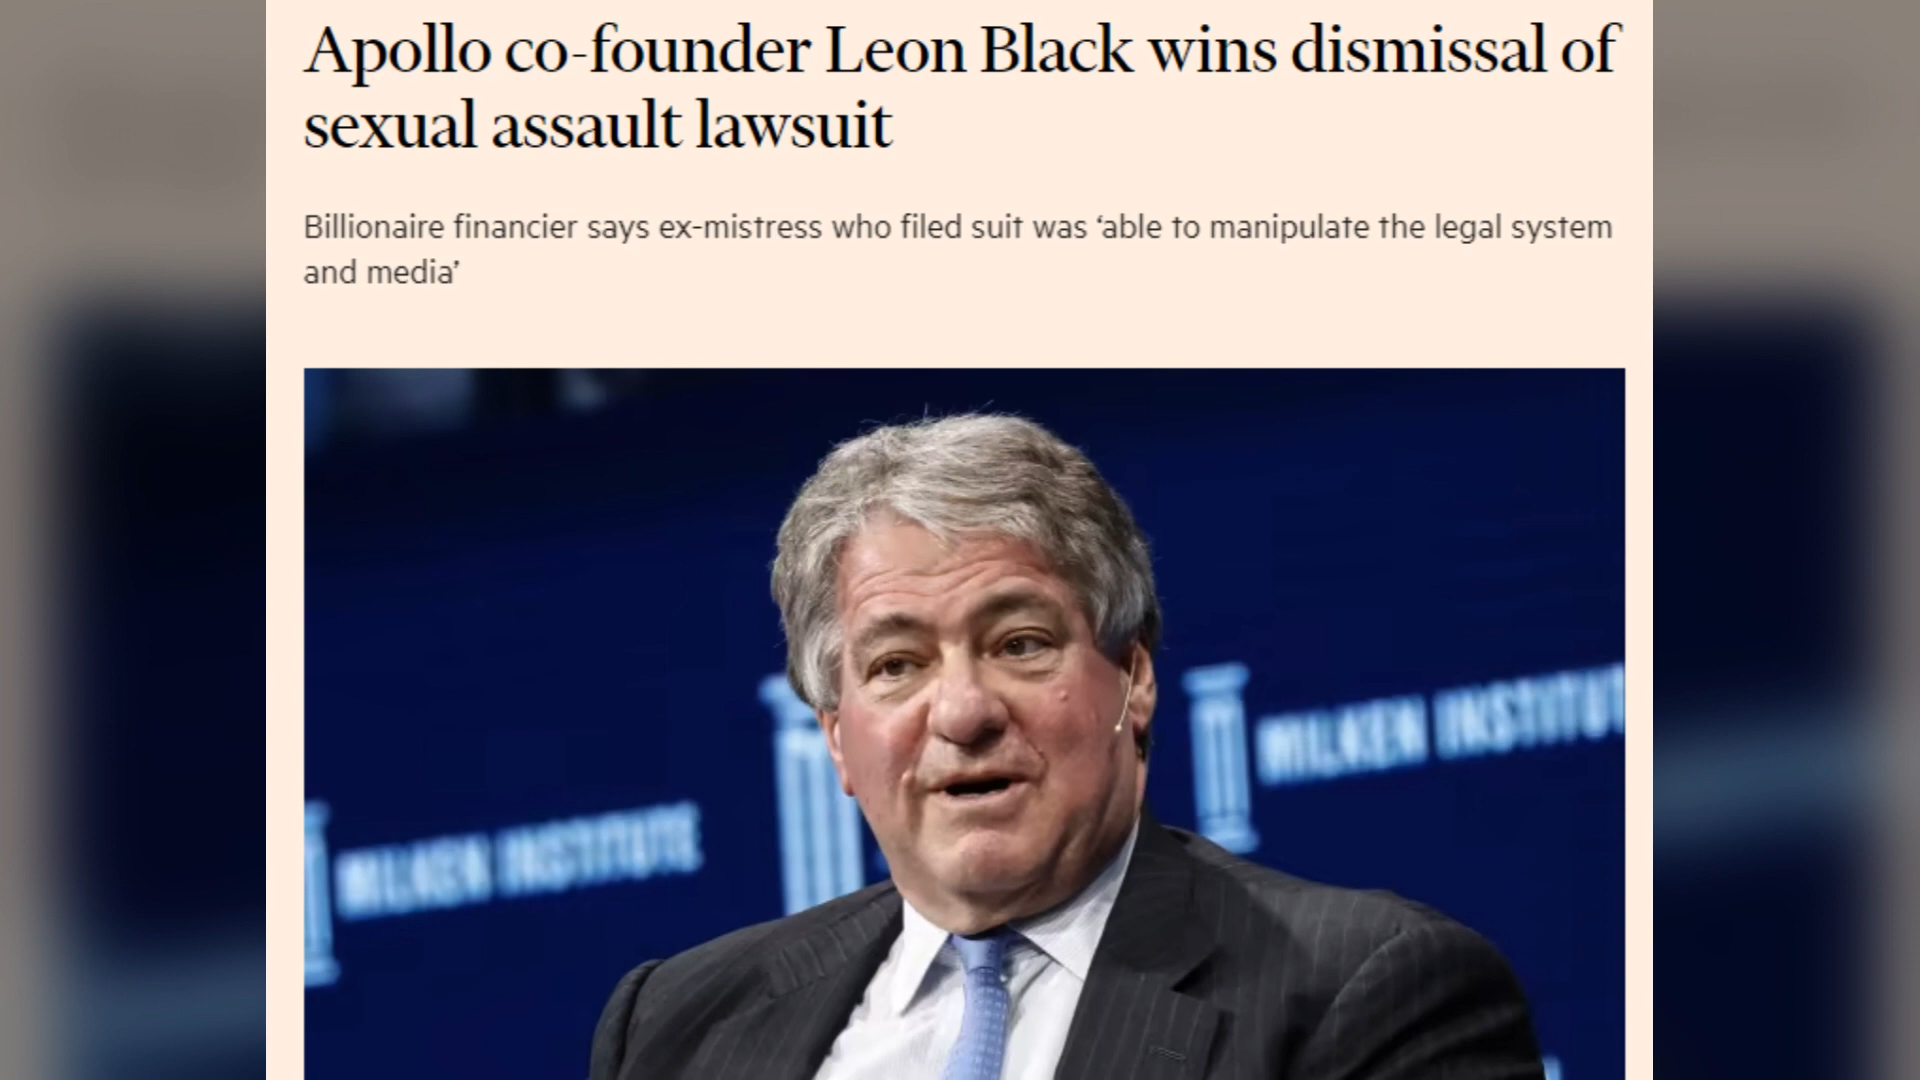 Apollo co-founder Leon Black wins dismissal of
sexual assault lawsuit
Billionaire financier says ex-mistress who filed suit was ‘able to manipulate the legal system
and media’
MILKEN INSTITUTE
MILKEN INSTITU